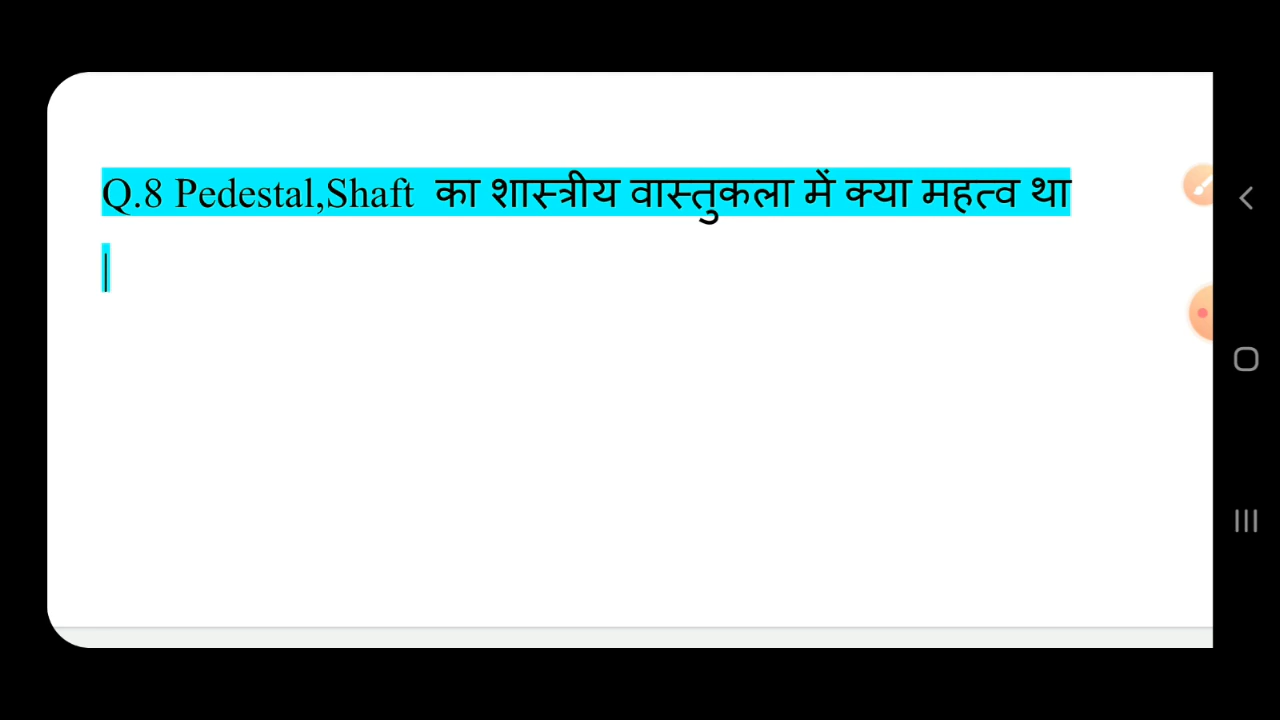 Q.8 Pedestal,Shaft का शास्त्रीय वास्तुकला में क्या महत्व था